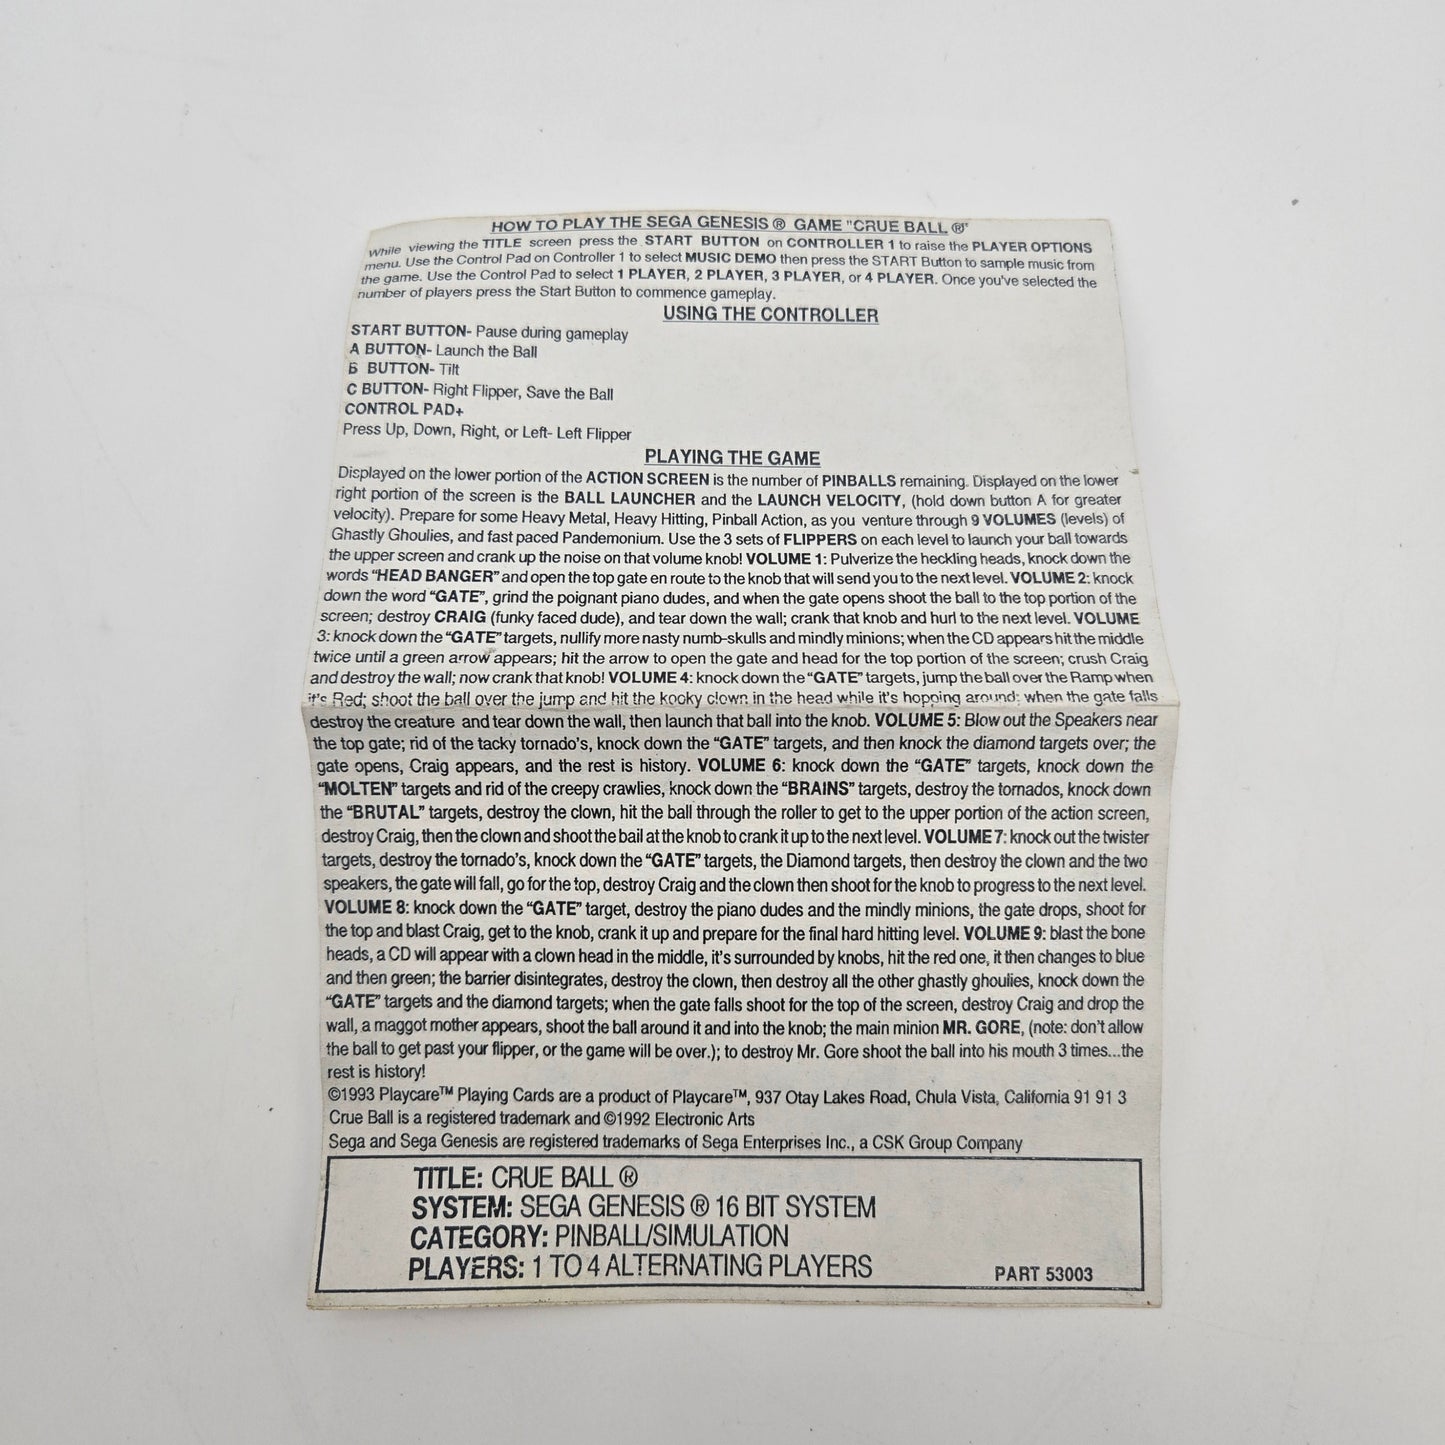 HOW TO PLAY THE SEGA GENESIS ® GAME "CRUE BALL ®"
While viewing the TITLE screen press the START BUTTON on CONTROLLER 1 to raise the PLAYER OPTIONS
menu. Use the Control Pad on Controller 1 to select MUSIC DEMO then press the START Button to sample music from
the game. Use the Control Pad to select 1 PLAYER, 2 PLAYER, 3 PLAYER, or 4 PLAYER. Once you've selected the
number of players press the Start Button to commence gameplay.
USING THE CONTROLLER
START BUTTON- Pause during gameplay
A BUTTON- Launch the Ball
B BUTTON- Tilt
C BUTTON- Right Flipper, Save the Ball
CONTROL PAD+
Press Up, Down, Right, or Left- Left Flipper
PLAYING THE GAME
Displayed on the lower portion of the ACTION SCREEN is the number of PINBALLS remaining. Displayed on the lower
right portion of the screen is the BALL LAUNCHER and the LAUNCH VELOCITY, (hold down button A for greater
velocity). Prepare for some Heavy Metal, Heavy Hitting, Pinball Action, as you venture through 9 VOLUMES (levels) of
Ghastly Ghoulies, and fast paced Pandemonium. Use the 3 sets of FLIPPERS on each level to launch your ball towards
the upper screen and crank up the noise on that volume knob! VOLUME 1: Pulverize the heckling heads, knock down the
words “HEAD BANGER” and open the top gate en route to the knob that will send you to the next level. VOLUME 2: knock
down the word “GATE”, grind the poignant piano dudes, and when the gate opens shoot the ball to the top portion of the
screen; destroy CRAIG (funky faced dude), and tear down the wall; crank that knob and hurl to the next level. VOLUME
3: knock down the “GATE” targets, nullify more nasty numb-skulls and mindly minions; when the CD appears hit the middle
twice until a green arrow appears; hit the arrow to open the gate and head for the top portion of the screen; crush Craig
and destroy the wall; now crank that knob! VOLUME 4: knock down the “GATE” targets, jump the ball over the Ramp when
it's Red; shoot the ball over the jump and hit the kooky clown in the head while it's hopping around; when the gate falls
destroy the creature and tear down the wall, then launch that ball into the knob. VOLUME 5: Blow out the Speakers near
the top gate; rid of the tacky tornado's, knock down the “GATE” targets, and then knock the diamond targets over; the
gate opens, Craig appears, and the rest is history. VOLUME 6: knock down the “GATE” targets, knock down the
“MOLTEN” targets and rid of the creepy crawlies, knock down the “BRAINS” targets, destroy the tornados, knock down
the “BRUTAL” targets, destroy the clown, hit the ball through the roller to get to the upper portion of the action screen,
destroy Craig, then the clown and shoot the bail at the knob to crank it up to the next level. VOLUME 7: knock out the twister
targets, destroy the tornado's, knock down the “GATE” targets, the Diamond targets, then destroy the clown and the two
speakers, the gate will fall, go for the top, destroy Craig and the clown then shoot for the knob to progress to the next level.
VOLUME 8: knock down the “GATE” target, destroy the piano dudes and the mindly minions, the gate drops, shoot for
the top and blast Craig, get to the knob, crank it up and prepare for the final hard hitting level. VOLUME 9: blast the bone
heads, a CD will appear with a clown head in the middle, it's surrounded by knobs, hit the red one, it then changes to blue
and then green; the barrier disintegrates, destroy the clown, then destroy all the other ghastly ghoulies, knock down the
“GATE” targets and the diamond targets; when the gate falls shoot for the top of the screen, destroy Craig and drop the
wall, a maggot mother appears, shoot the ball around it and into the knob; the main minion MR. GORE, (note: don't allow
the ball to get past your flipper, or the game will be over.); to destroy Mr. Gore shoot the ball into his mouth 3 times...the
rest is history!
©1993 Playcare™ Playing Cards are a product of Playcare™, 937 Otay Lakes Road, Chula Vista, California 91 91 3
Crue Ball is a registered trademark and ©1992 Electronic Arts
Sega and Sega Genesis are registered trademarks of Sega Enterprises Inc., a CSK Group Company
TITLE: CRUE BALL ®
SYSTEM: SEGA GENESIS ® 16 BIT SYSTEM
CATEGORY: PINBALL/SIMULATION
PLAYERS: 1 TO 4 ALTERNATING PLAYERS
PART 53003